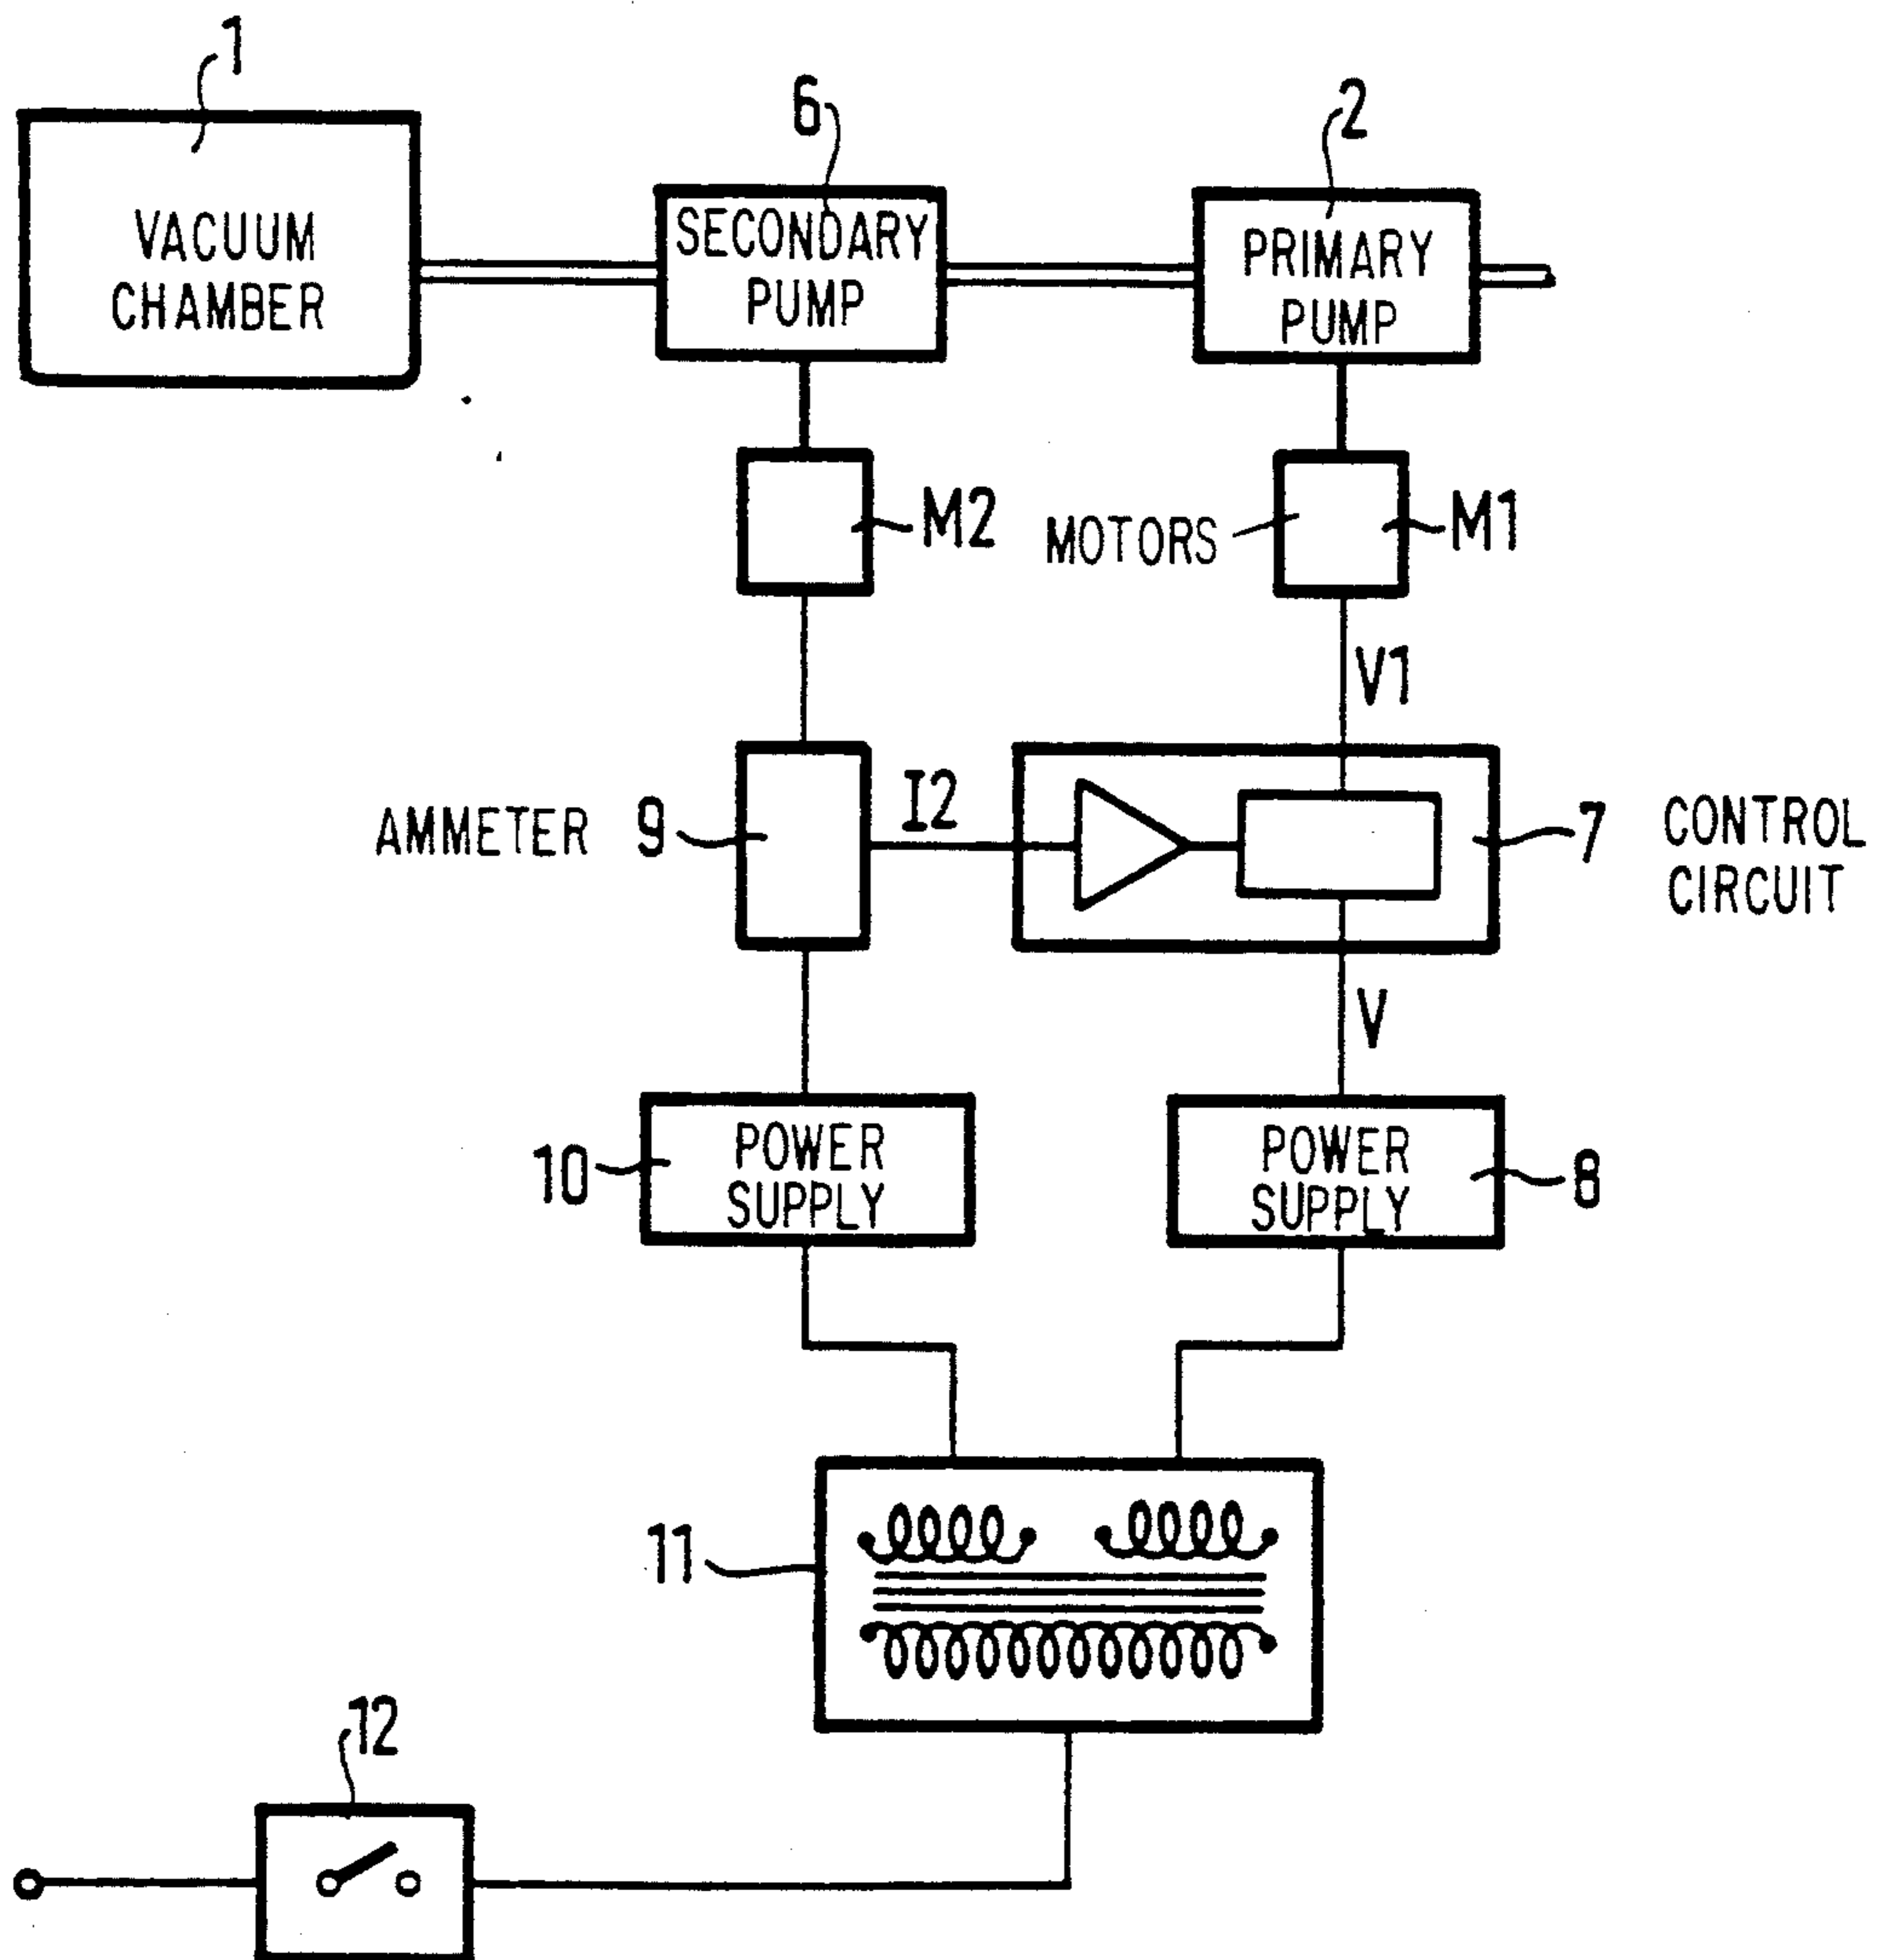 1
6
2
VACUUM
CHAMBER
SECONDARY
PUMP
PRIMARY
PUMP
M2
MOTORS
M1
V1
AMMETER 9
I2
7 CONTROL
CIRCUIT
V
10
POWER
SUPPLY
POWER
SUPPLY
8
11
12